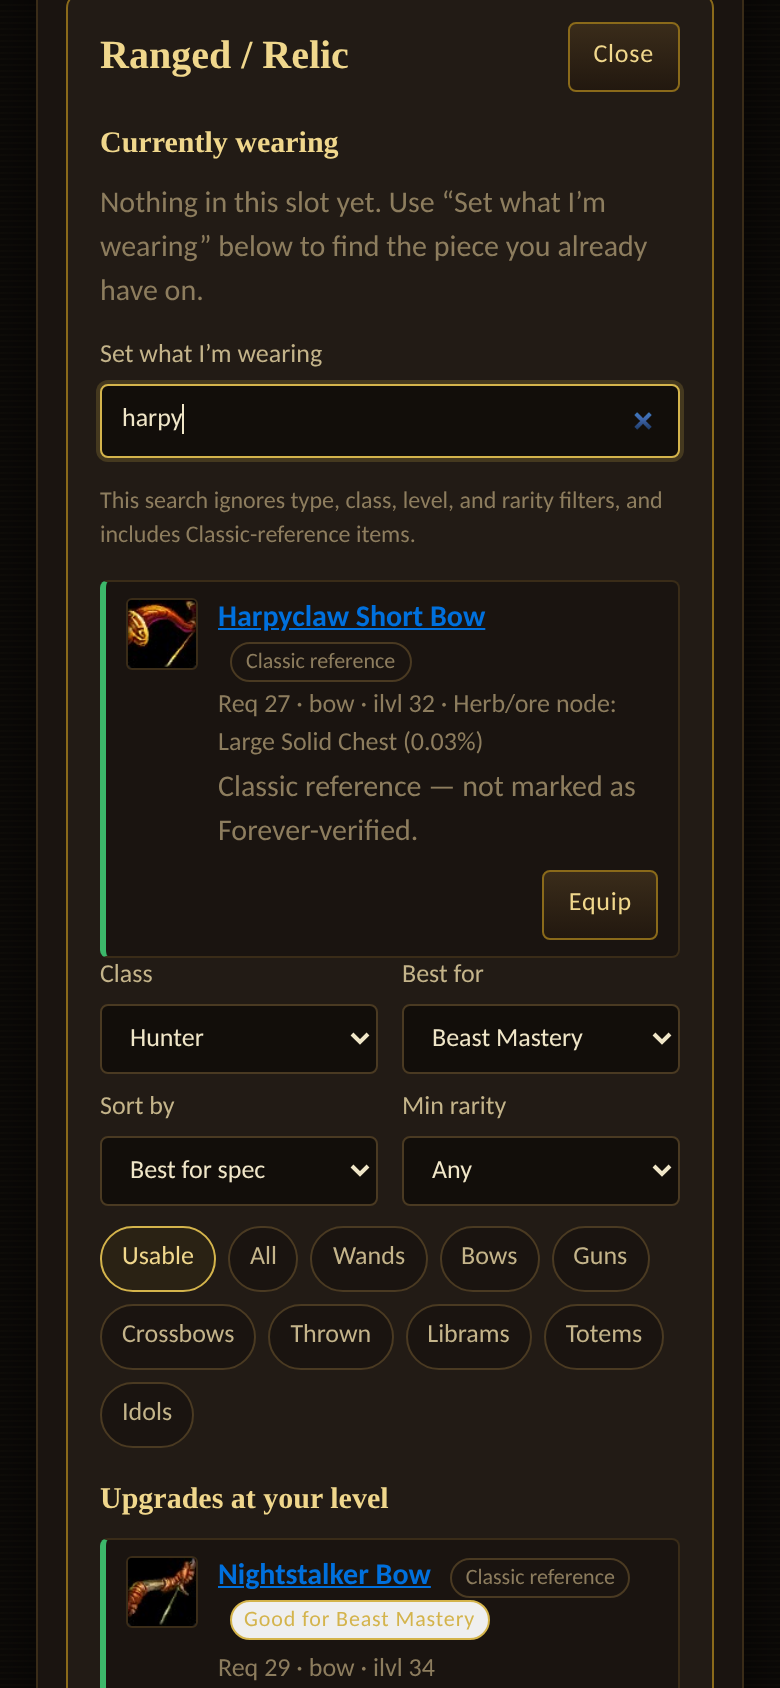 Ranged / Relic
Close
Currently wearing
Nothing in this slot yet. Use “Set what I’m
wearing” below to find the piece you already
have on.
Set what I’m wearing
harpy
This search ignores type, class, level, and rarity filters, and
includes Classic-reference items.
Harpyclaw Short Bow
Classic reference
Req 27 · bow · ilvl 32 · Herb/ore node:
Large Solid Chest (0.03%)
Classic reference — not marked as
Forever-verified.
Equip
Class
Best for
Hunter
Beast Mastery
Sort by
Min rarity
Best for spec
Any
Usable
All
Wands
Bows
Guns
Crossbows
Thrown
Librams
Totems
Idols
Upgrades at your level
Nightstalker Bow
Classic reference
Good for Beast Mastery
Req 29 · bow · ilvl 34